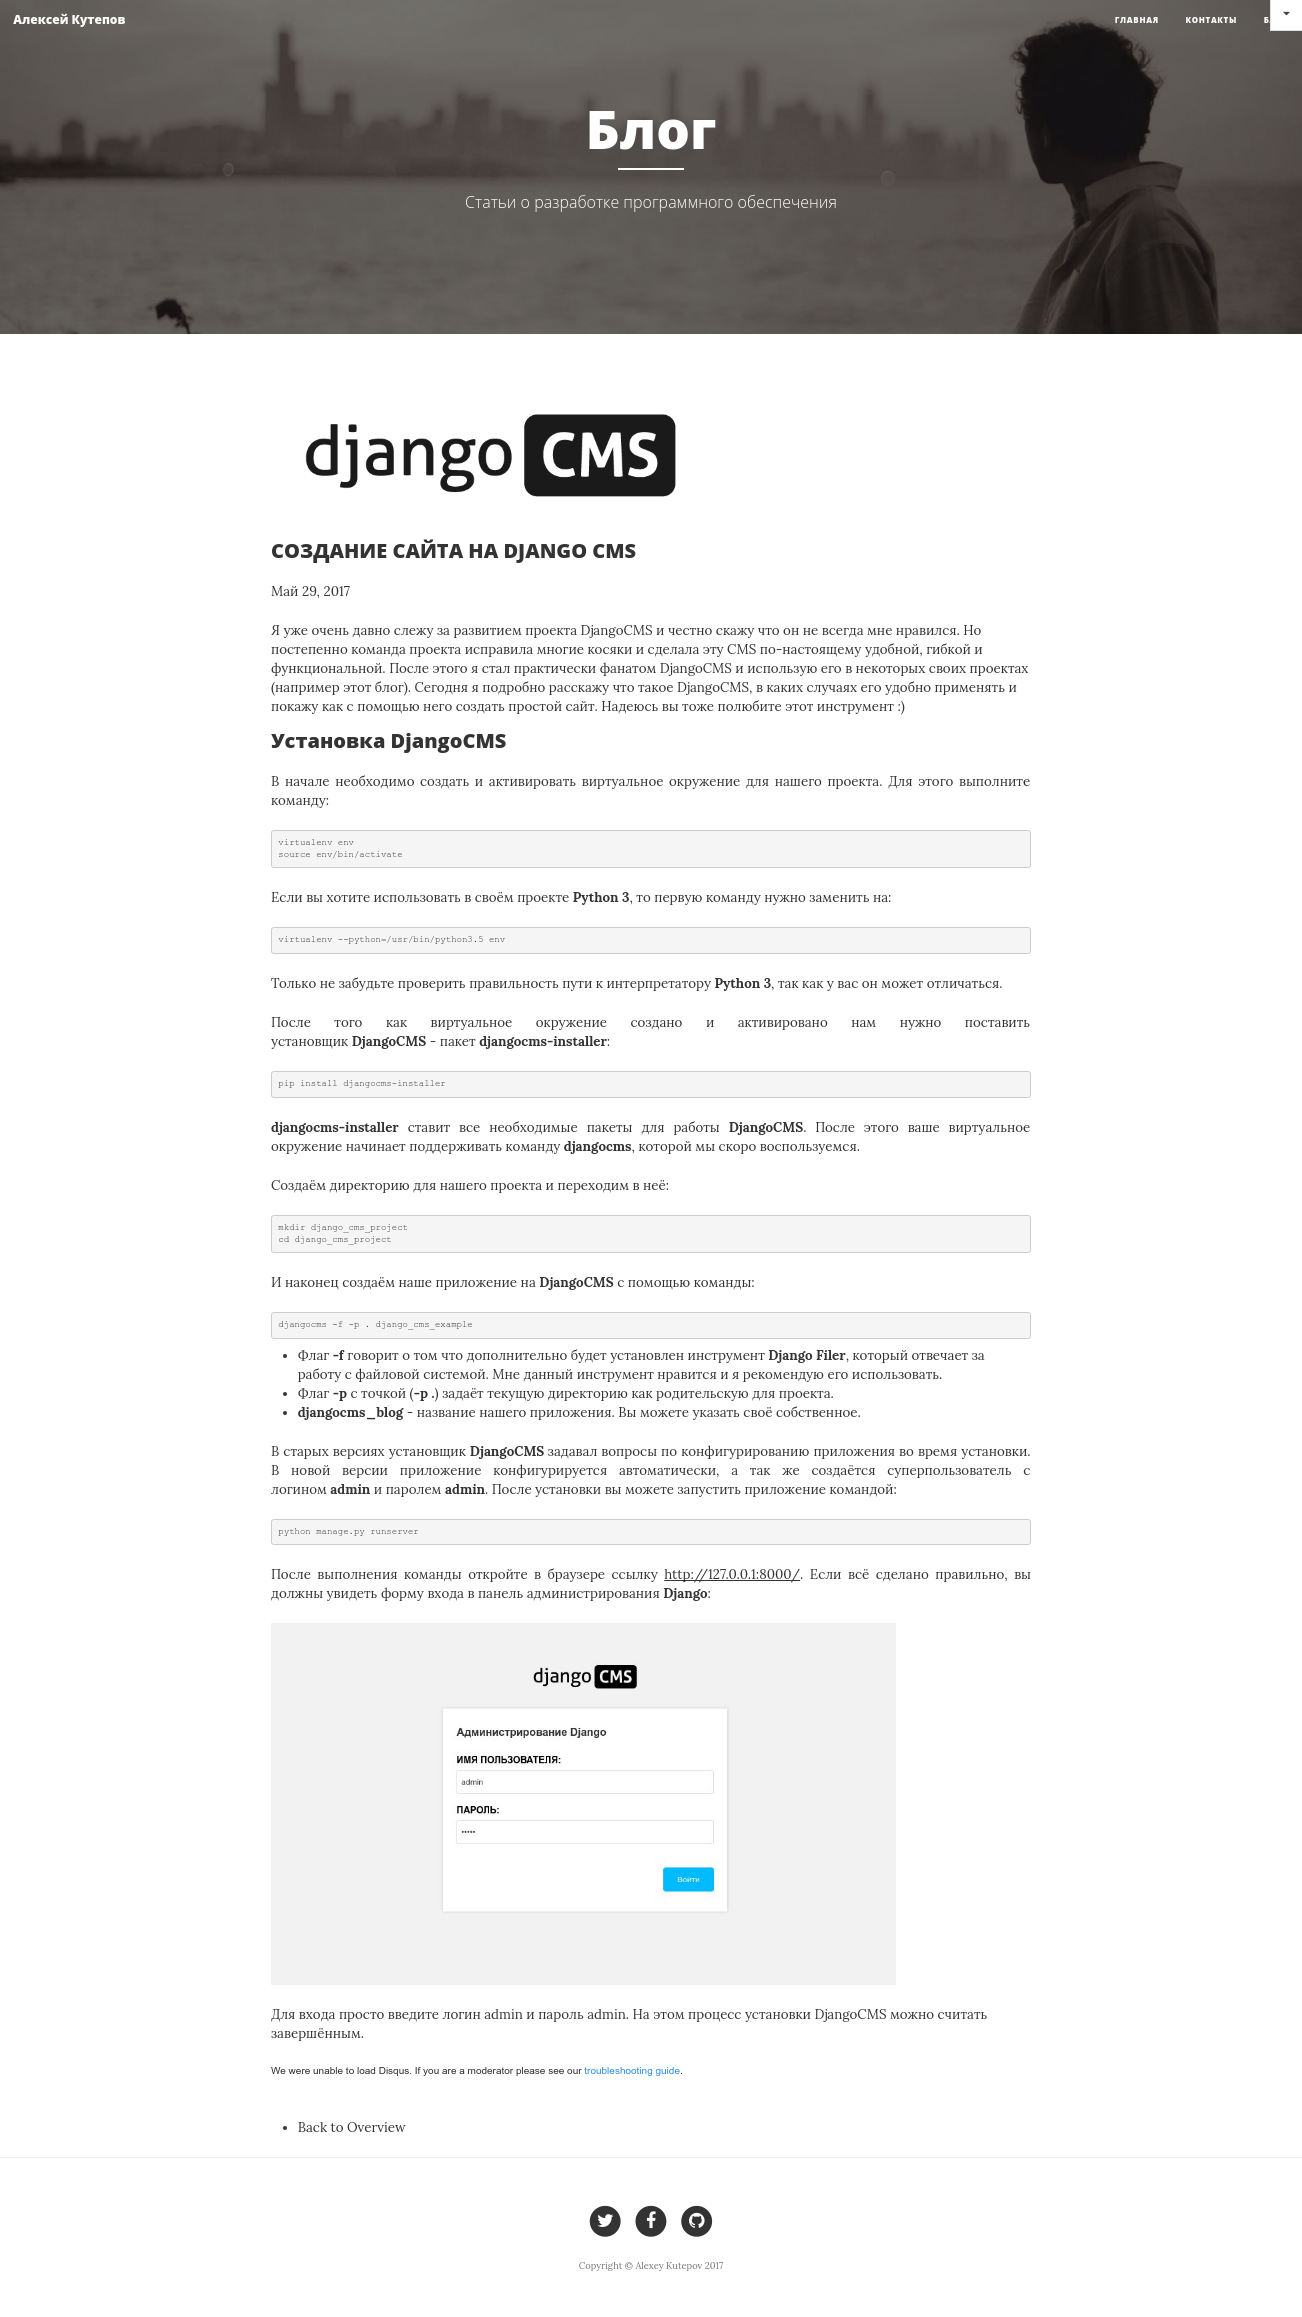 Алексей Кутепов
ГЛАВНАЯ
КОНТАКТЫ
Блог
Статьи о разработке программного обеспечения
django CMS
СОЗДАНИЕ САЙТА НА DJANGO CMS
Май 29, 2017
Я уже очень давно слежу за развитием проекта DjangoCMS и честно скажу что он не всегда мне нравился. Но
постепенно команда проекта исправила многие косяки и сделала эту CMS по-настоящему удобной, гибкой и
функциональной. После этого я стал практически фанатом DjangoCMS и использую его в некоторых своих проектах
(например этот блог). Сегодня я подробно расскажу что такое DjangoCMS, в каких случаях его удобно применять и
покажу как с помощью него создать простой сайт. Надеюсь вы тоже полюбите этот инструмент :)
Установка DjangoCMS
В начале необходимо создать и активировать виртуальное окружение для нашего проекта. Для этого выполните
команду:
virtualenv env
source env/bin/activate
Если вы хотите использовать в своём проекте Python 3, то первую команду нужно заменить на:
virtualenv --python=/usr/bin/python3.5 env
Только не забудьте проверить правильность пути к интерпретатору Python 3, так как у вас он может отличаться.
После того как виртуальное окружение создано и активировано нам нужно поставить
установщик DjangoCMS - пакет djangocms-installer:
pip install djangocms-installer
djangocms-installer ставит все необходимые пакеты для работы DjangoCMS. После этого ваше виртуальное
окружение начинает поддерживать команду djangocms, которой мы скоро воспользуемся.
Создаём директорию для нашего проекта и переходим в неё:
mkdir django_cms_project
cd django_cms_project
И наконец создаём наше приложение на DjangoCMS с помощью команды:
djangocms -f -p . django_cms_example
• Флаг -f говорит о том что дополнительно будет установлен инструмент Django Filer, который отвечает за
работу с файловой системой. Мне данный инструмент нравится и я рекомендую его использовать.
• Флаг -p с точкой (-p .) задаёт текущую директорию как родительскую для проекта.
• djangocms_blog - название нашего приложения. Вы можете указать своё собственное.
В старых версиях установщик DjangoCMS задавал вопросы по конфигурированию приложения во время установки.
В новой версии приложение конфигурируется автоматически, а так же создаётся суперпользователь с
логином admin и паролем admin. После установки вы можете запустить приложение командой:
python manage.py runserver
После выполнения команды откройте в браузере ссылку http://127.0.0.1:8000/. Если всё сделано правильно, вы
должны увидеть форму входа в панель администрирования Django:
django CMS
Администрирование Django
ИМЯ ПОЛЬЗОВАТЕЛЯ:
admin
ПАРОЛЬ:
•••••
Войти
Для входа просто введите логин admin и пароль admin. На этом процесс установки DjangoCMS можно считать
завершённым.
We were unable to load Disqus. If you are a moderator please see our troubleshooting guide.
• Back to Overview
Copyright © Alexey Kutepov 2017